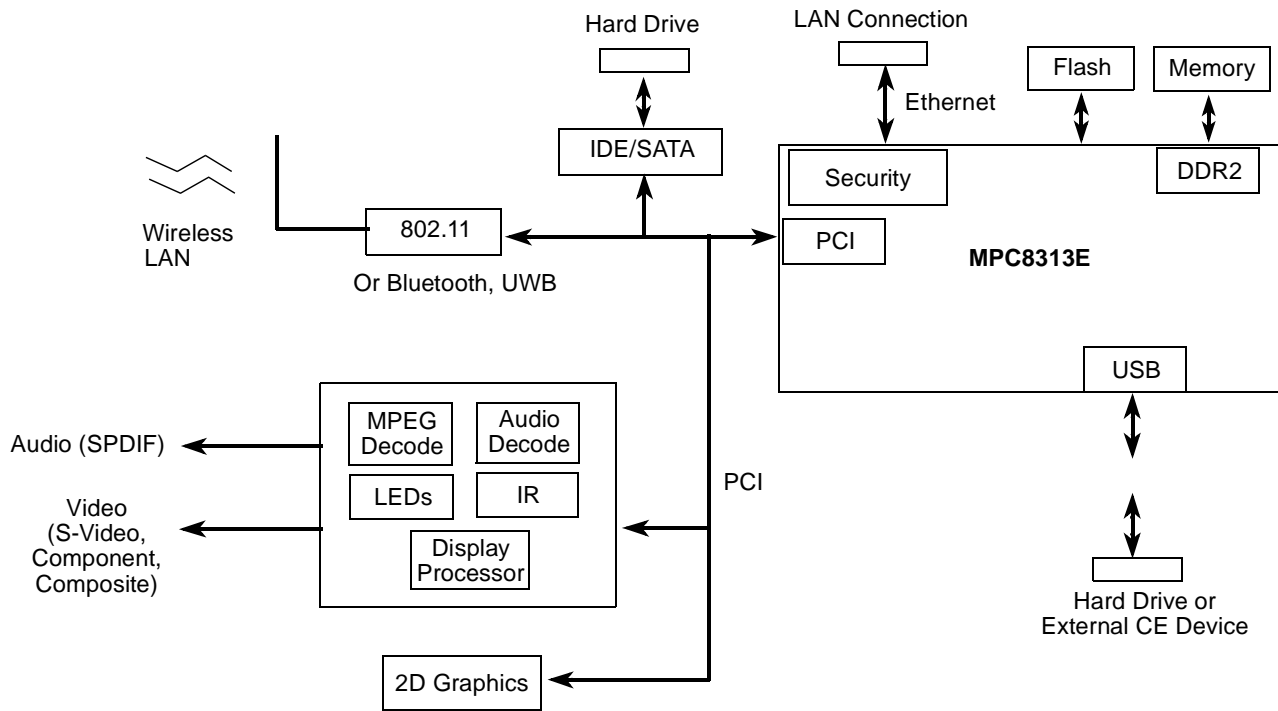 Hard Drive
LAN Connection
Flash
Memory
Ethernet
IDE/SATA
Security
DDR2
Wireless
LAN
802.11
PCI
MPC8313E
Or Bluetooth, UWB
USB
MPEG
Decode
Audio
Decode
Audio (SPDIF)
LEDs
IR
PCI
Video
(S-Video,
Component,
Composite)
Display
Processor
Hard Drive or
External CE Device
2D Graphics